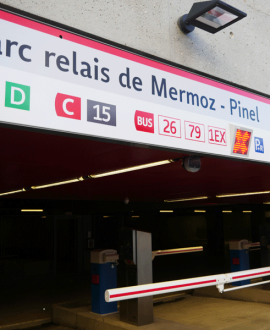 arc relais de Mermoz - Pinel
D C 15 BUS 26 79 1EX